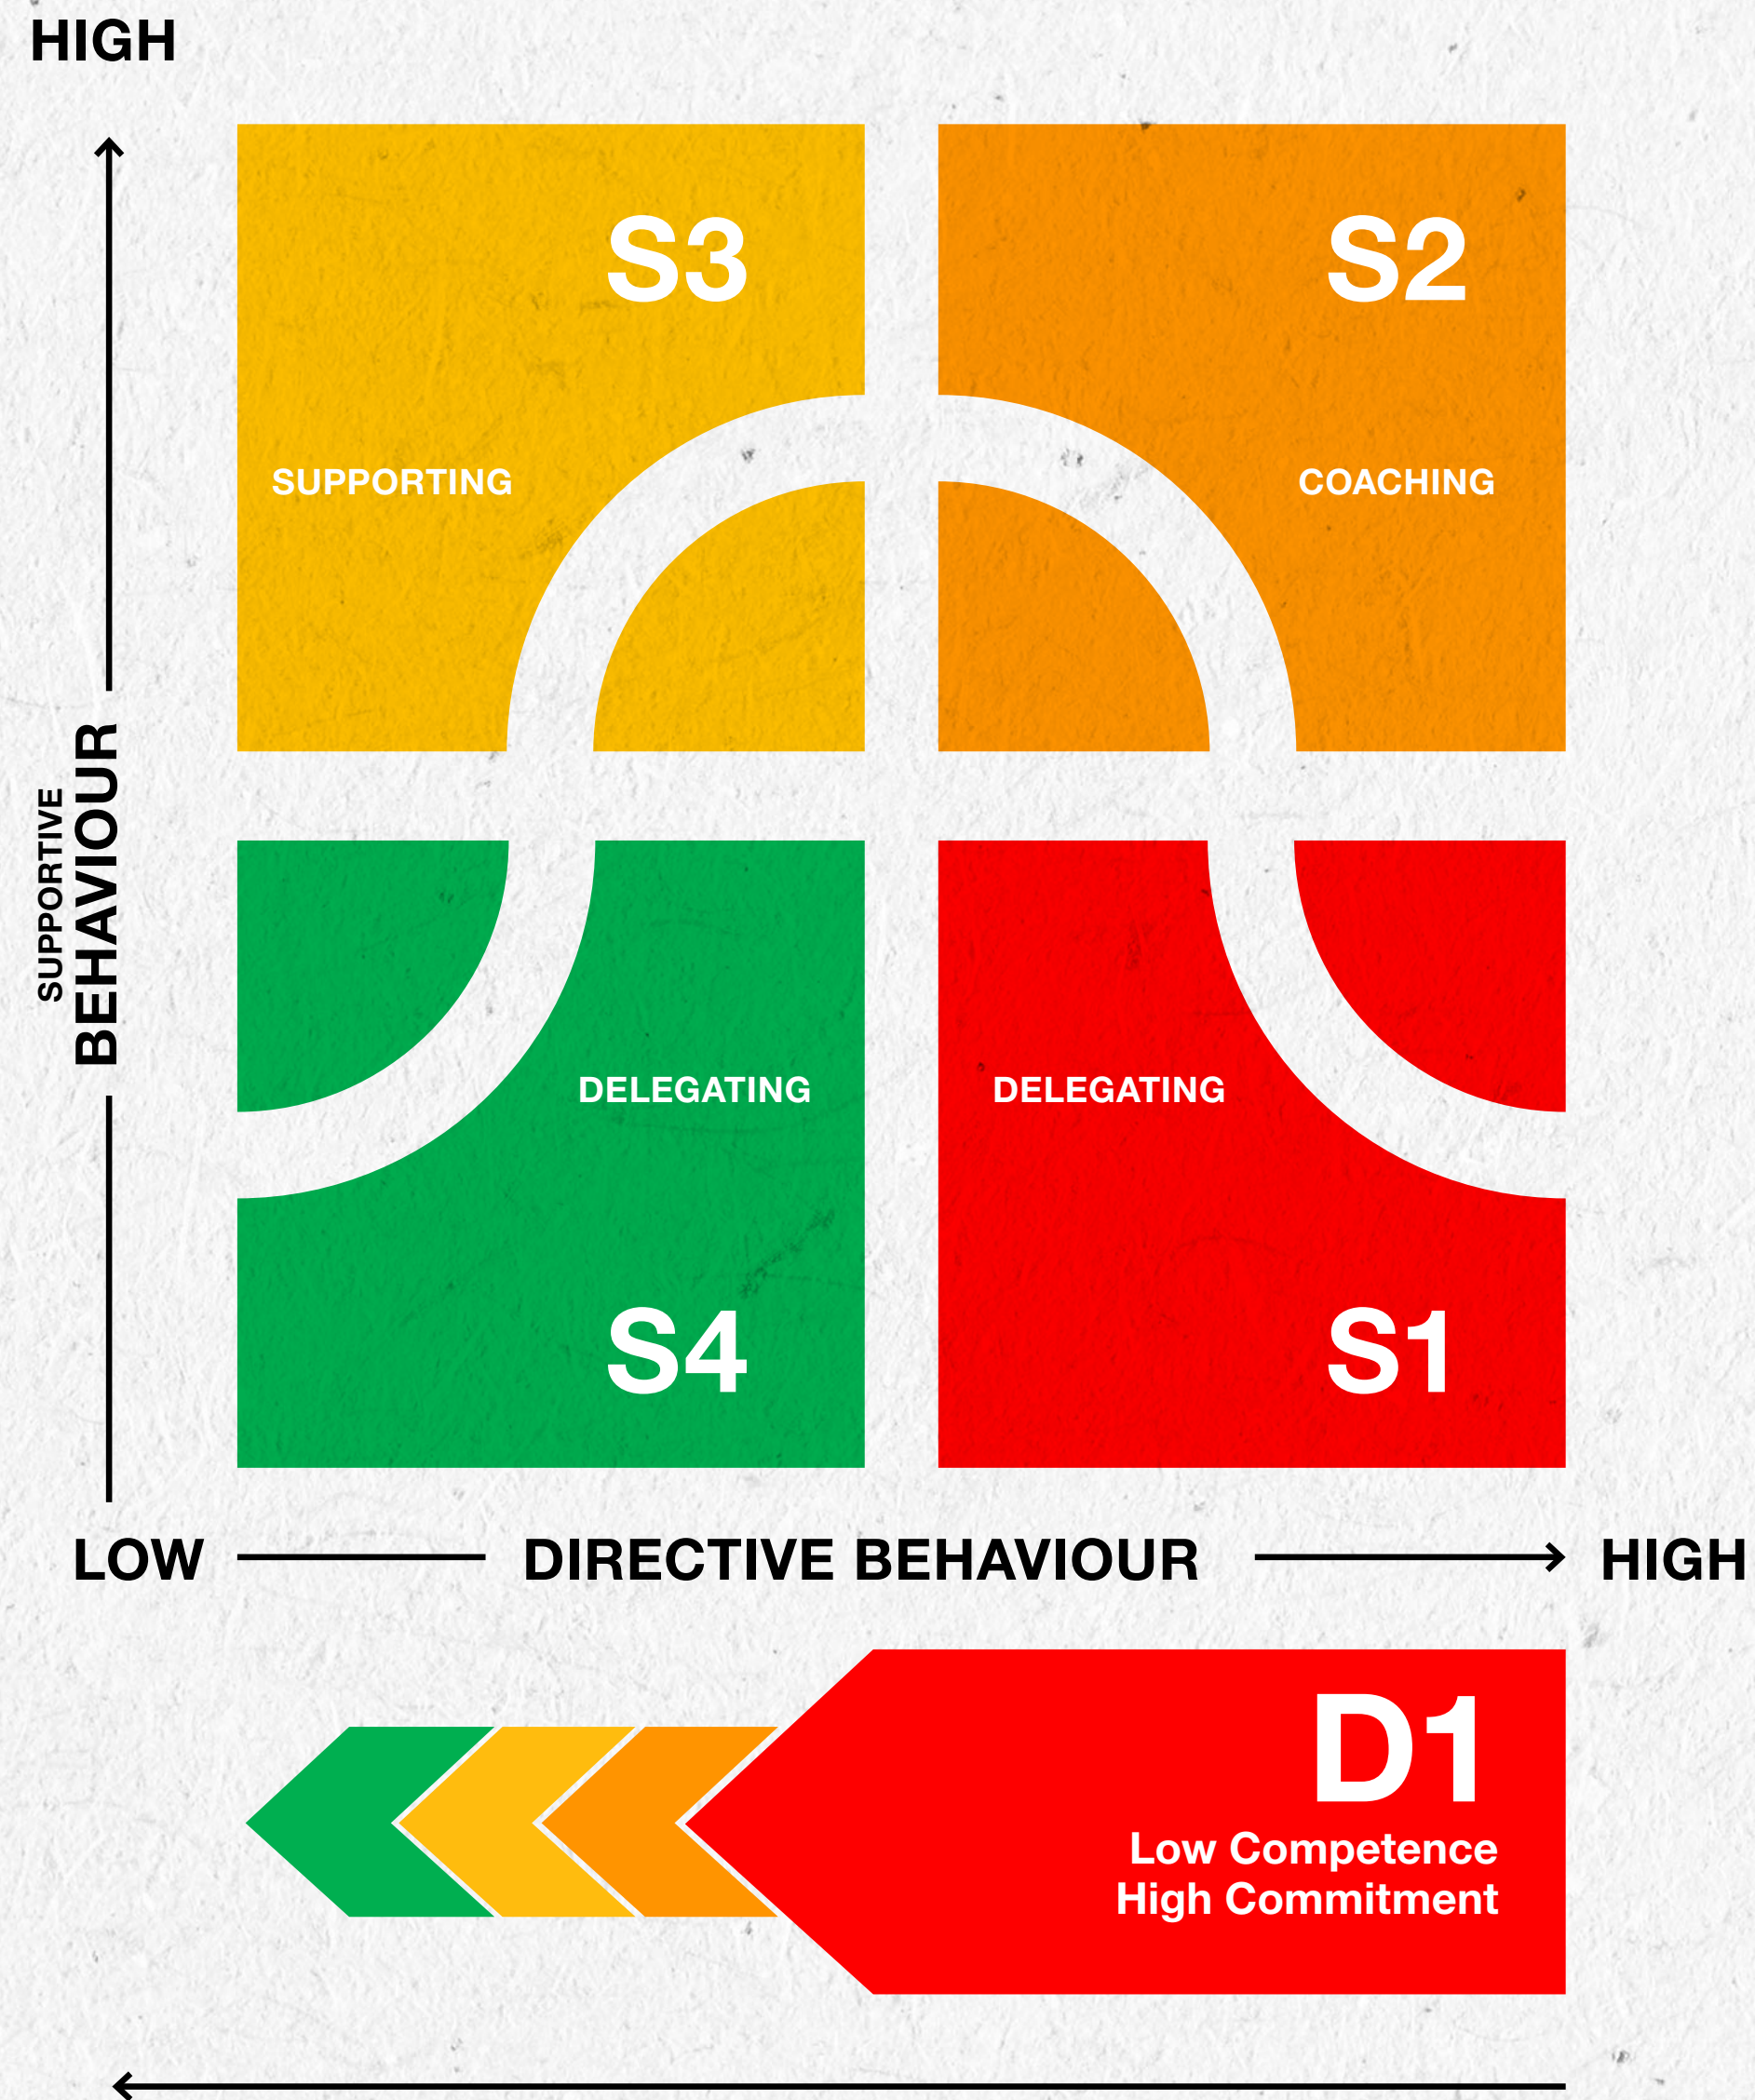 HIGH
S3
S2
SUPPORTING
COACHING
SUPPORTIVE
BEHAVIOUR
DELEGATING
DELEGATING
S4
S1
LOW
DIRECTIVE BEHAVIOUR
HIGH
D1
Low Competence
High Commitment